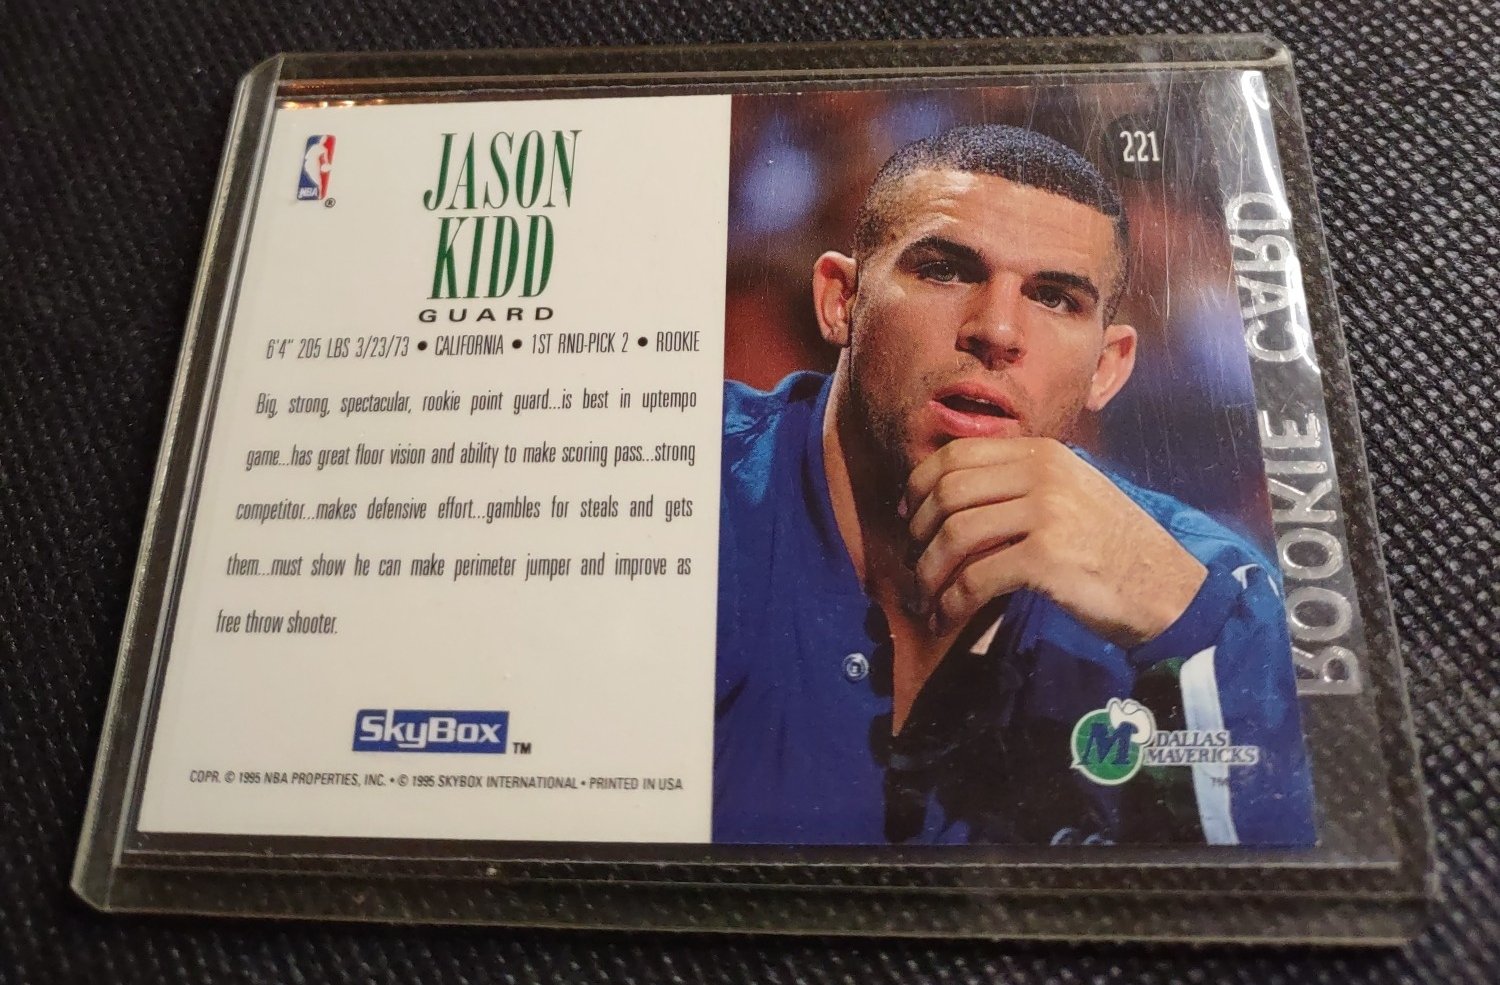 NBA
®
JASON
KIDD
GUARD
6'4" 205 LBS 3/23/73 • CALIFORNIA • 1ST RND-PICK 2 • ROOKIE
Big, strong, spectacular, rookie point guard...is best in uptempo
game...has great floor vision and ability to make scoring pass...strong
competitor...makes defensive effort...gambles for steals and gets
them...must show he can make perimeter jumper and improve as
free throw shooter.
SkyBox TM
COPR. © 1995 NBA PROPERTIES, INC. • © 1995 SKYBOX INTERNATIONAL • PRINTED IN USA
221
M DALLAS
MAVERICKS
ROOKIE CARD